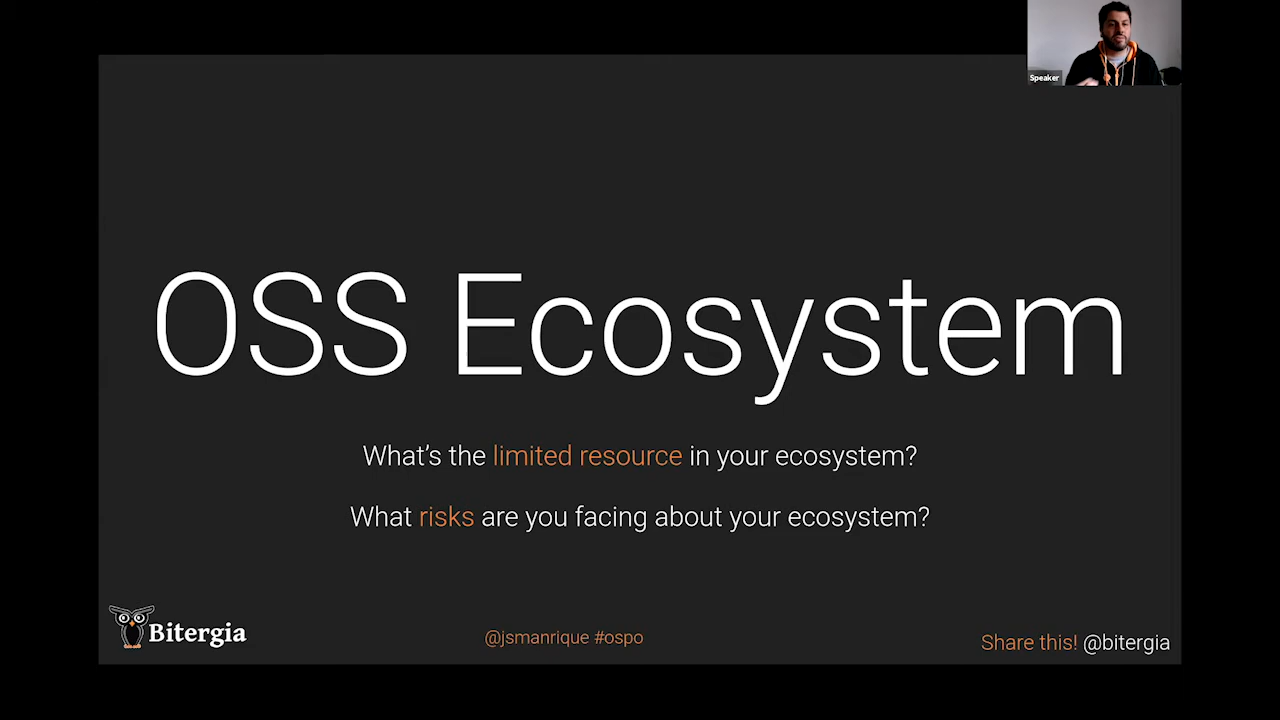 Speaker
OSS Ecosystem
What's the limited resource in your ecosystem?
What risks are you facing about your ecosystem?
Bitergia
@jsmanrique #ospo
Share this! @bitergia